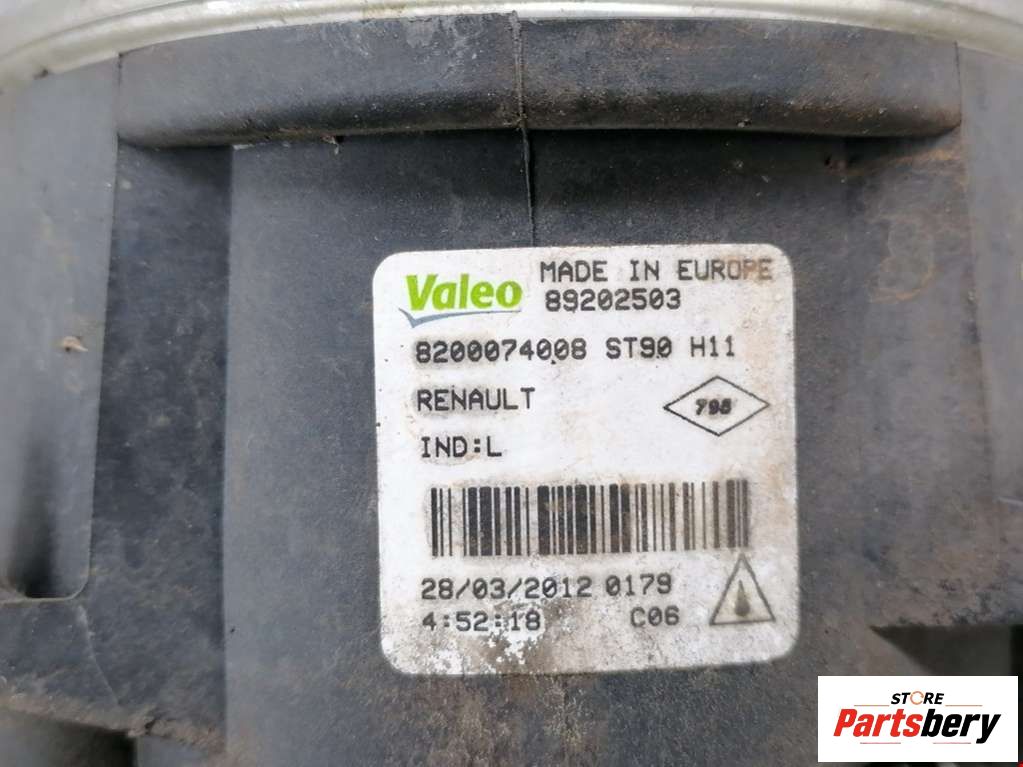 Valeo MADE IN EUROPE
89202503
8200074008 ST90 H11
RENAULT
IND:L
28/03/2012 0179
4:52:18 C06
STORE
Partsbery